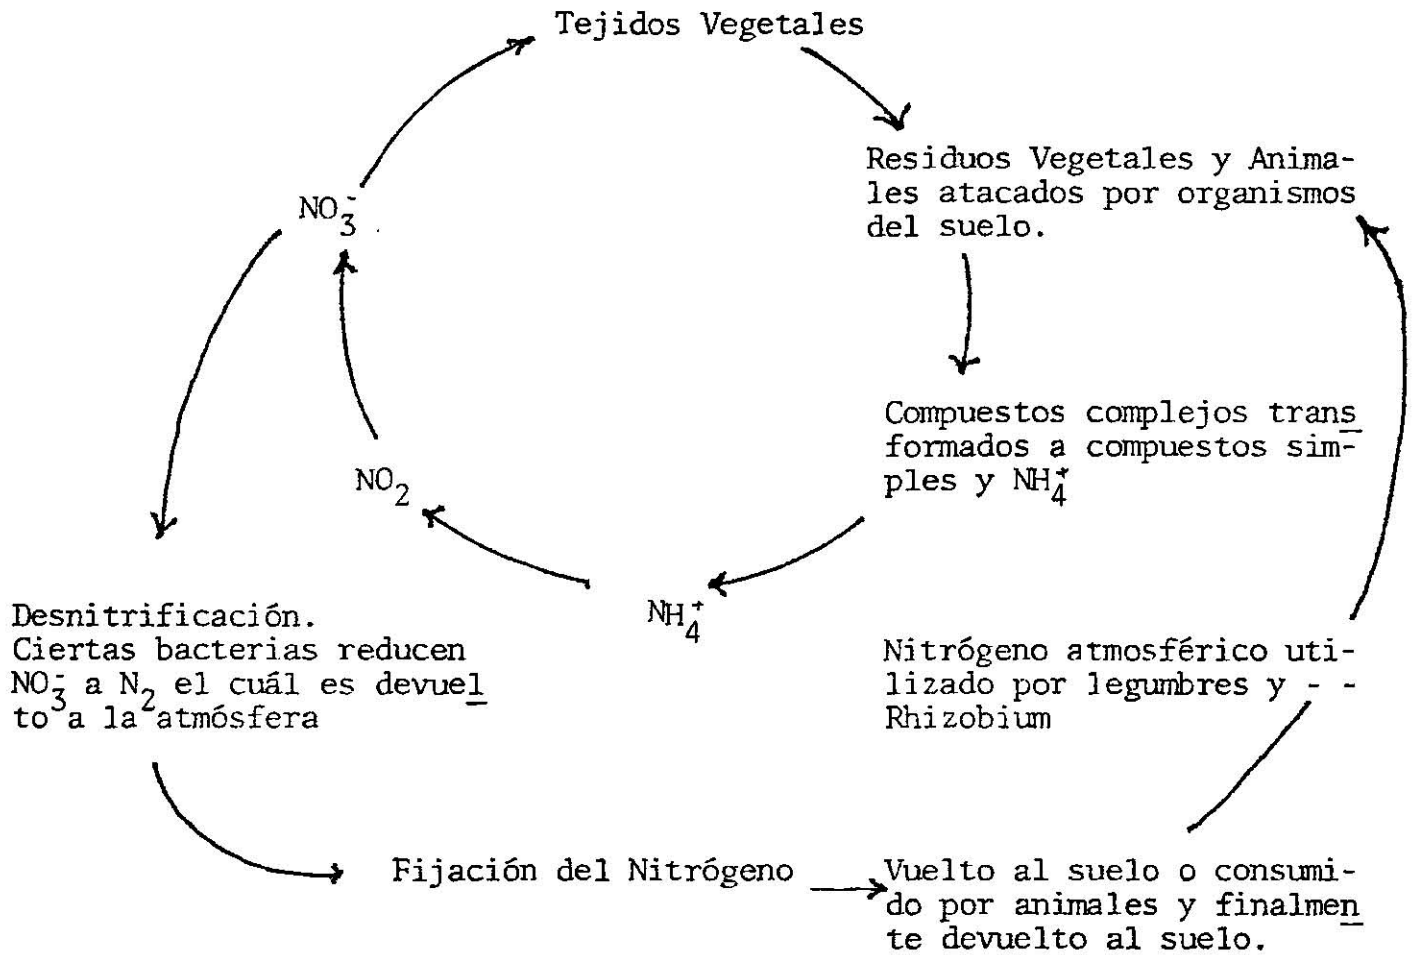 Tejidos Vegetales
Residuos Vegetales y Anima-
les atacados por organismos
del suelo.
NO₃⁻
Compuestos complejos trans
formados a compuestos sim-
ples y NH₄⁺
NO₂
NH₄⁺
Desnitrificación.
Ciertas bacterias reducen
NO₃⁻ a N₂ el cuál es devuel
to a la atmósfera
Nitrógeno atmosférico uti-
lizado por legumbres y - -
Rhizobium
Fijación del Nitrógeno
Vuelto al suelo o consumi-
do por animales y finalmen
te devuelto al suelo.